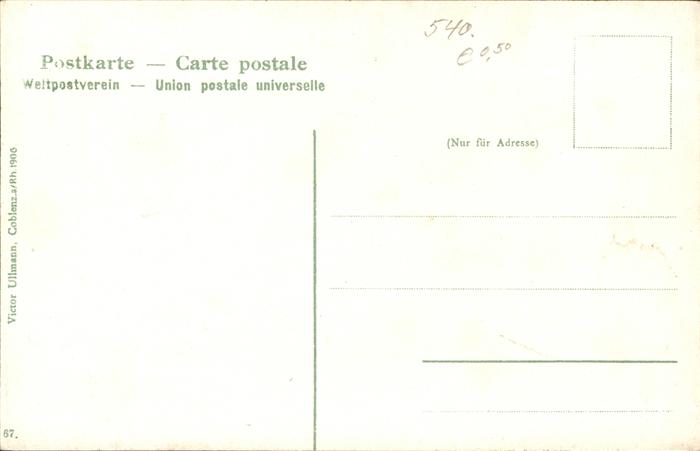 540.
e 0,50
Postkarte — Carte postale
Weltpostverein — Union postale universelle
(Nur für Adresse)
Victor Ullmann, Coblenz a/Rh. 1906
67.